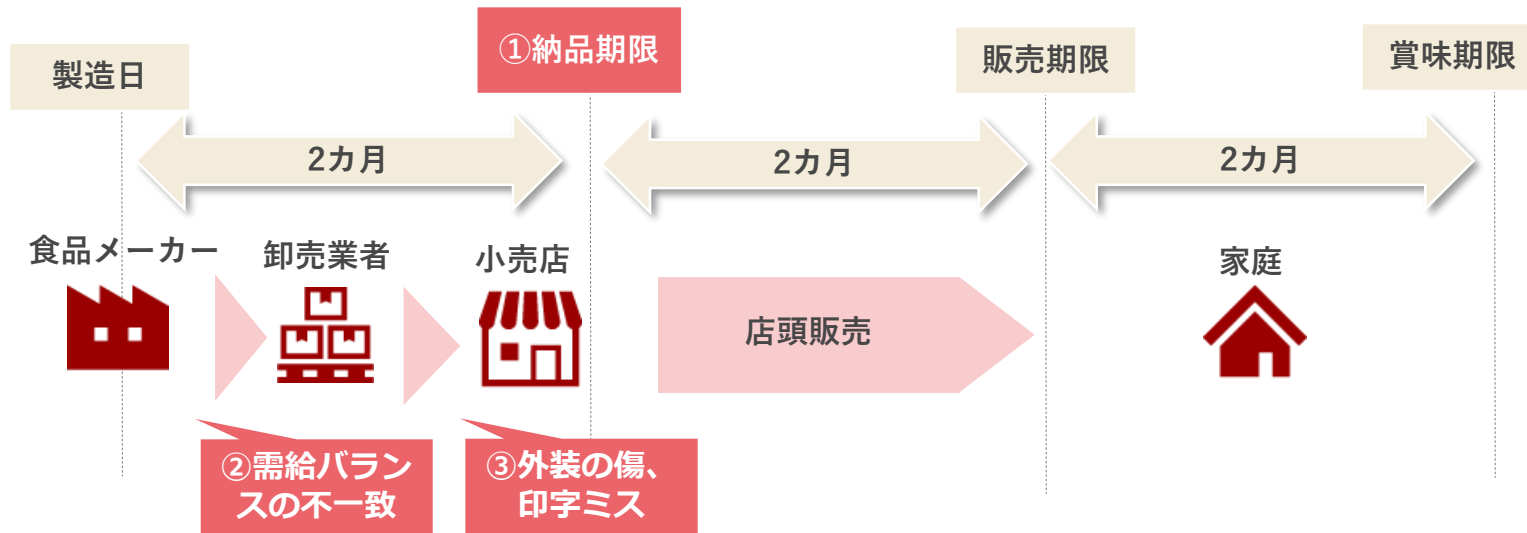 製造日
①納品期限
販売期限
賞味期限
2カ月
2カ月
2カ月
食品メーカー
卸売業者
小売店
家庭
店頭販売
②需給バラン
スの不一致
③外装の傷、
印字ミス